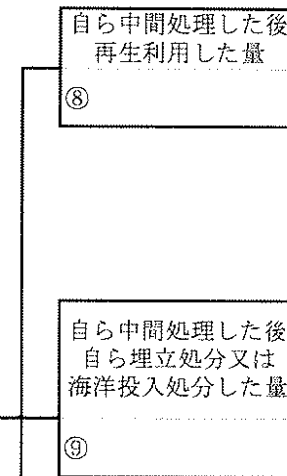 自ら中間処理した後
再生利用した量
⑧
自ら中間処理した後
自ら埋立処分又は
海洋投入処分した量
⑨